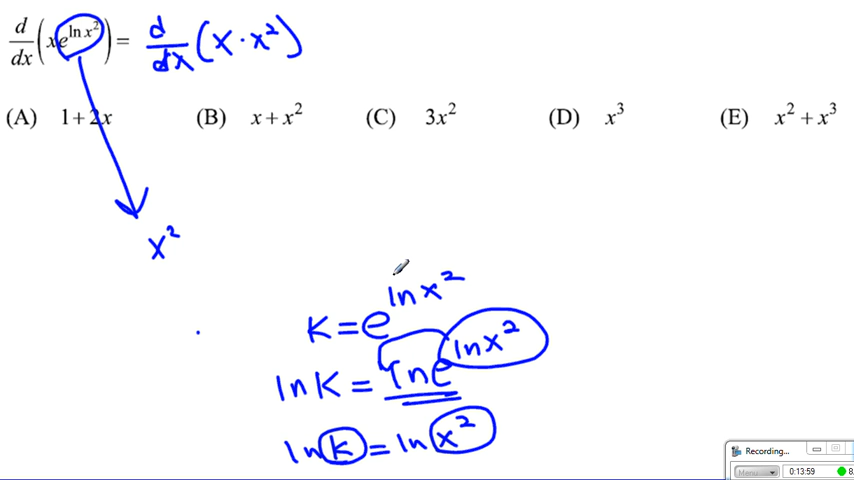 d/dx (xe^{ln x²}) = d/dx (x · x²)
(A) 1 + 2x (B) x + x² (C) 3x² (D) x³ (E) x² + x³
x²
K = e^{ln x²}
ln K = ln e^{ln x²}
ln k = ln x²
Recording...
Menu 0:13:59 8.